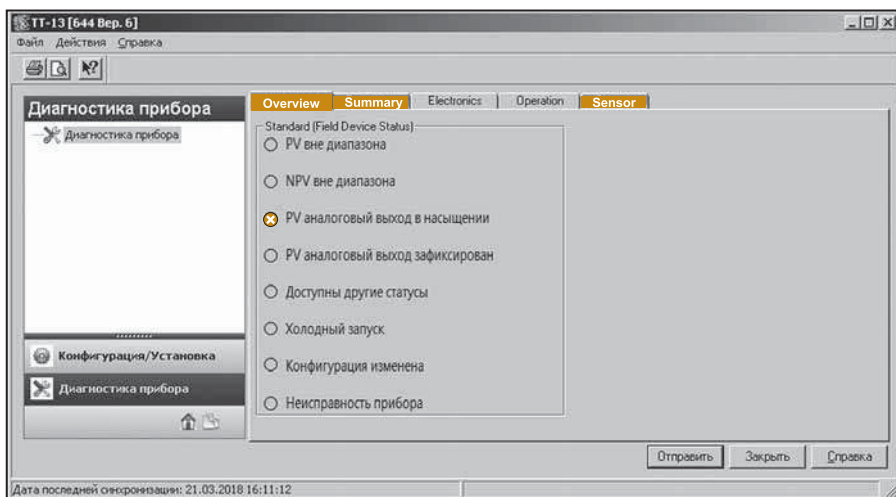 TT-13 [644 Вер. 6]
Файл Действия Справка
Диагностика прибора
Диагностика прибора
Конфигурация/Установка
Диагностика прибора
Overview Summary Electronics Operation Sensor
Standard (Field Device Status)
PV вне диапазона
NPV вне диапазона
PV аналоговый выход в насыщении
PV аналоговый выход зафиксирован
Доступны другие статусы
Холодный запуск
Конфигурация изменена
Неисправность прибора
Отправить Закрыть Справка
Дата последней синхронизации: 21.03.2018 16:11:12